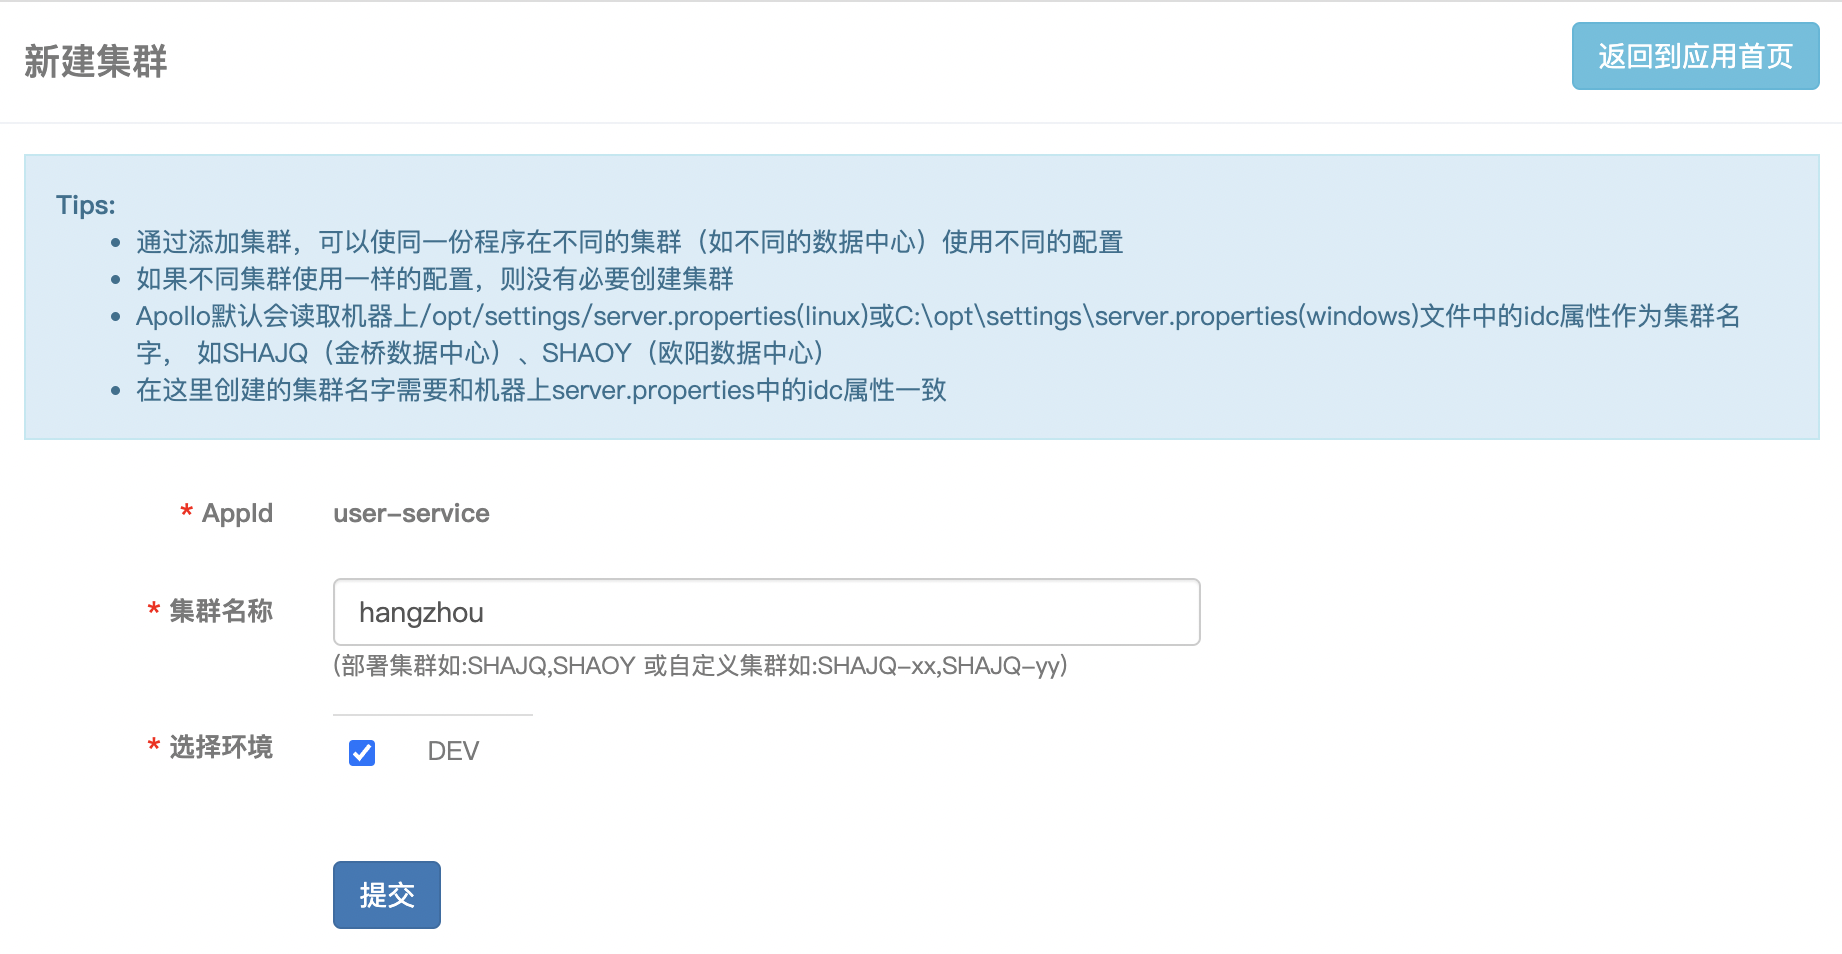 新建集群
返回到应用首页
Tips:
通过添加集群，可以使同一份程序在不同的集群（如不同的数据中心）使用不同的配置
如果不同集群使用一样的配置，则没有必要创建集群
Apollo默认会读取机器上/opt/settings/server.properties(linux)或C:\opt\settings\server.properties(windows)文件中的idc属性作为集群名
字， 如SHAJQ（金桥数据中心）、SHAOY（欧阳数据中心）
在这里创建的集群名字需要和机器上server.properties中的idc属性一致
* AppId user-service
* 集群名称 hangzhou
(部署集群如:SHAJQ,SHAOY 或自定义集群如:SHAJQ-xx,SHAJQ-yy)
* 选择环境 DEV
提交